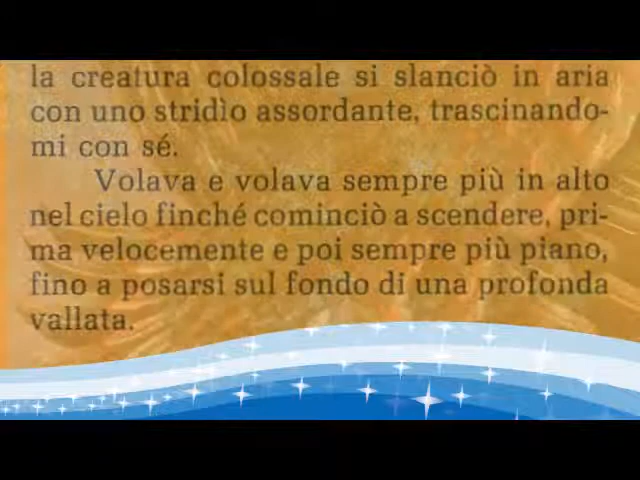 la creatura colossale si slanciò in aria
con uno stridìo assordante, trascinando-
mi con sé.
Volava e volava sempre più in alto
nel cielo finché cominciò a scendere, pri-
ma velocemente e poi sempre più piano,
fino a posarsi sul fondo di una profonda
vallata.